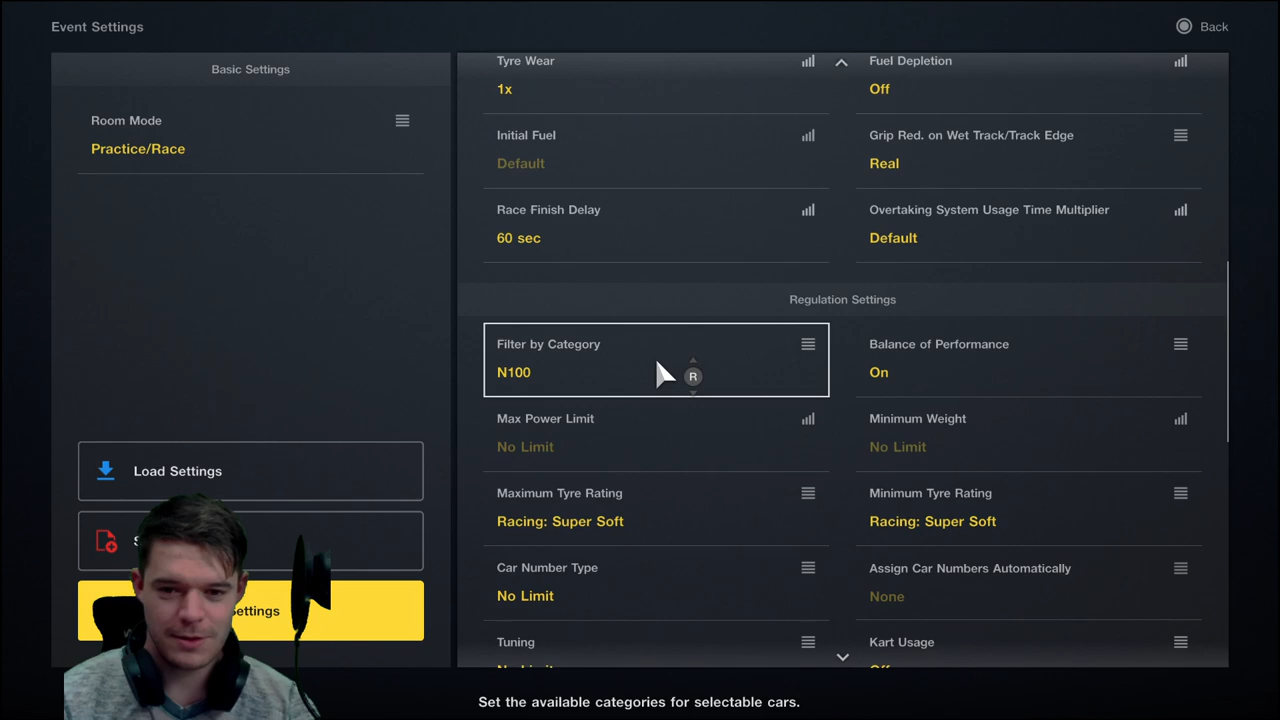 Event Settings
Back
Basic Settings
Room Mode
Practice/Race
Load Settings
S
Settings
Tyre Wear
1x
Fuel Depletion
Off
Initial Fuel
Default
Grip Red. on Wet Track/Track Edge
Real
Race Finish Delay
60 sec
Overtaking System Usage Time Multiplier
Default
Regulation Settings
Filter by Category
N100
R
Balance of Performance
On
Max Power Limit
No Limit
Minimum Weight
No Limit
Maximum Tyre Rating
Racing: Super Soft
Minimum Tyre Rating
Racing: Super Soft
Car Number Type
No Limit
Assign Car Numbers Automatically
None
Tuning
No Limit
Kart Usage
Off
Set the available categories for selectable cars.